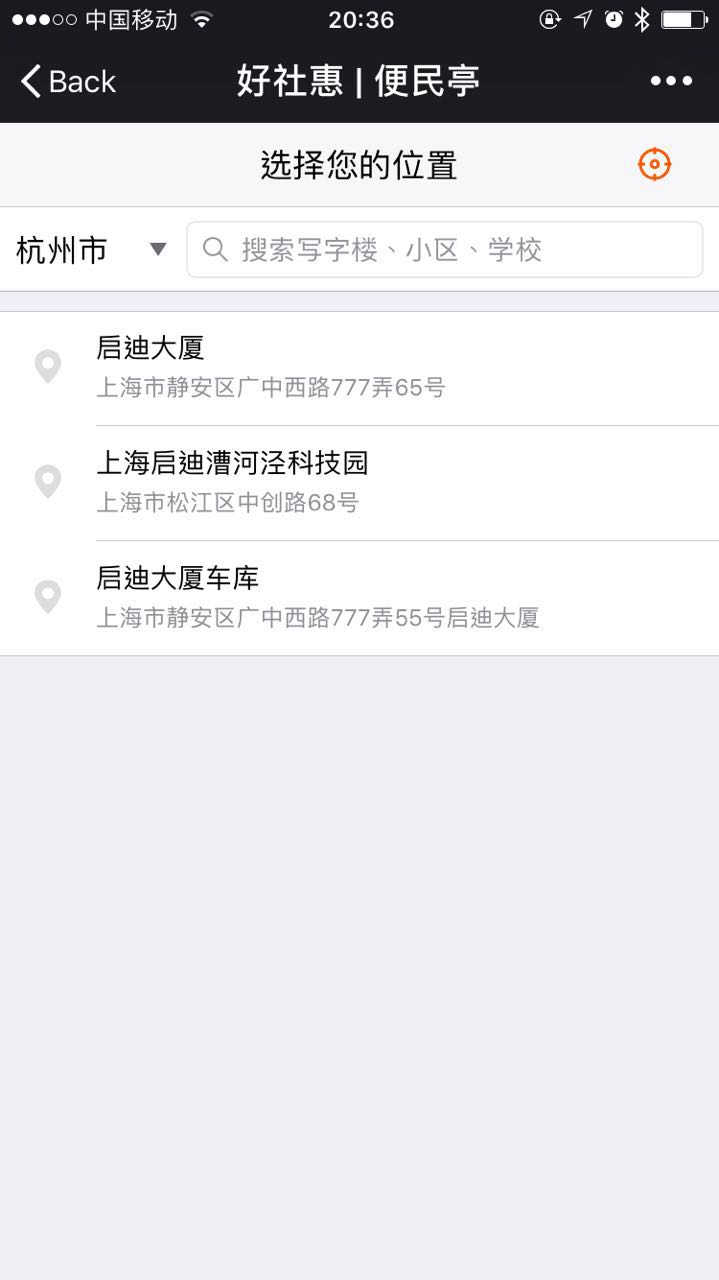 中国移动 20:36
Back 好社惠 | 便民亭
选择您的位置
杭州市 搜索写字楼、小区、学校
启迪大厦
上海市静安区广中西路777弄65号
上海启迪漕河泾科技园
上海市松江区中创路68号
启迪大厦车库
上海市静安区广中西路777弄55号启迪大厦